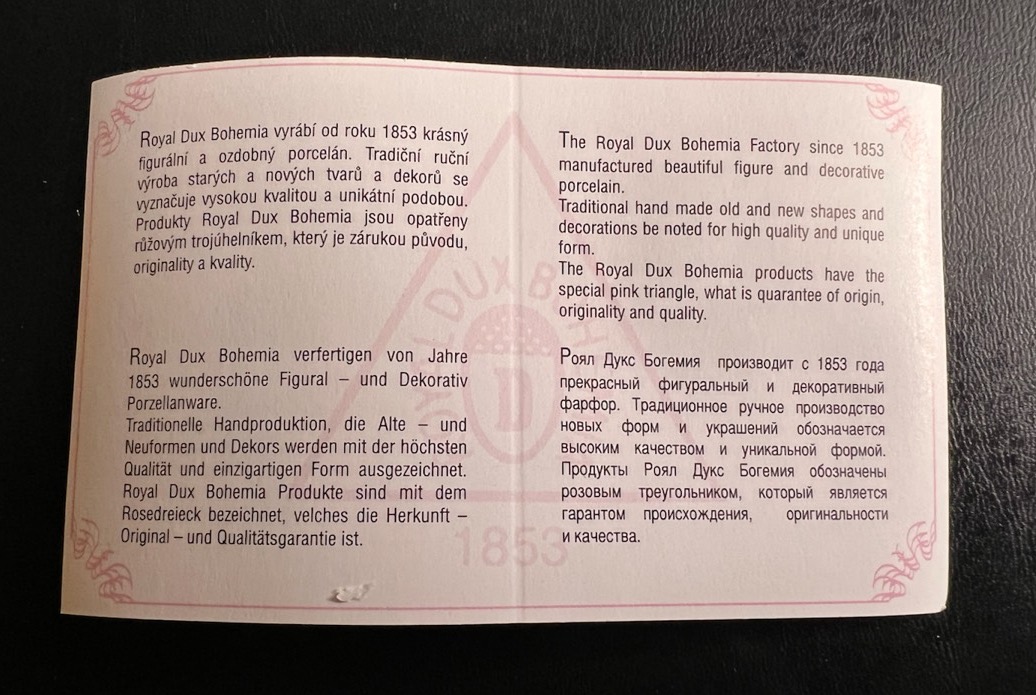 Royal Dux Bohemia vyrábí od roku 1853 krásný
figurální a ozdobný porcelán. Tradiční ruční
výroba starých a nových tvarů a dekorů se
vyznačuje vysokou kvalitou a unikátní podobou.
Produkty Royal Dux Bohemia jsou opatřeny
růžovým trojúhelníkem, který je zárukou původu,
originality a kvality.
Royal Dux Bohemia verfertigen von Jahre
1853 wunderschöne Figural – und Dekorativ
Porzellanware.
Traditionelle Handproduktion, die Alte – und
Neuformen und Dekors werden mit der höchsten
Qualität und einzigartigen Form ausgezeichnet.
Royal Dux Bohemia Produkte sind mit dem
Rosedreieck bezeichnet, velches die Herkunft –
Original – und Qualitätsgarantie ist.
The Royal Dux Bohemia Factory since 1853
manufactured beautiful figure and decorative
porcelain.
Traditional hand made old and new shapes and
decorations be noted for high quality and unique
form.
The Royal Dux Bohemia products have the
special pink triangle, what is quarantee of origin,
originality and quality.
Роял Дукс Богемия производит с 1853 года
прекрасный фигуральный и декоративный
фарфор. Традиционное ручное производство
новых форм и украшений обозначается
высоким качеством и уникальной формой.
Продукты Роял Дукс Богемия обозначены
розовым треугольником, который является
гарантом происхождения, оригинальности
и качества.
D
1853